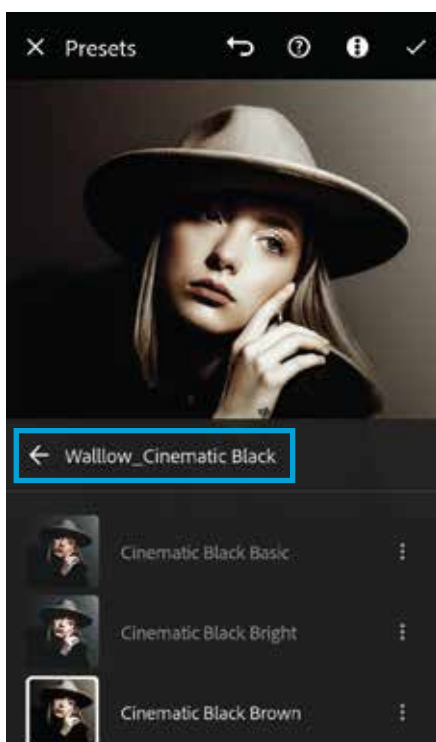 Presets
Walllow_Cinematic Black
Cinematic Black Basic
Cinematic Black Bright
Cinematic Black Brown